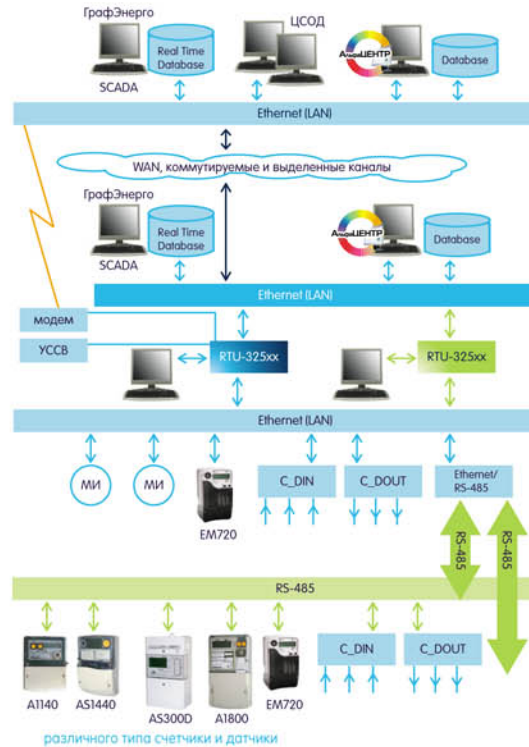 ГрафЭнерго
ЦСОД
Real Time
Database
АльфаЦЕНТР
Database
SCADA
Ethernet (LAN)
WAN, коммутируемые и выделенные каналы
ГрафЭнерго
Real Time
Database
АльфаЦЕНТР
Database
SCADA
Ethernet (LAN)
модем
УССВ
RTU-325xx
RTU-325xx
Ethernet (LAN)
МИ
МИ
EM720
C_DIN
C_DOUT
Ethernet/
RS-485
RS-485
RS-485
RS-485
A1140
AS1440
AS300D
A1800
EM720
C_DIN
C_DOUT
различного типа счетчики и датчики